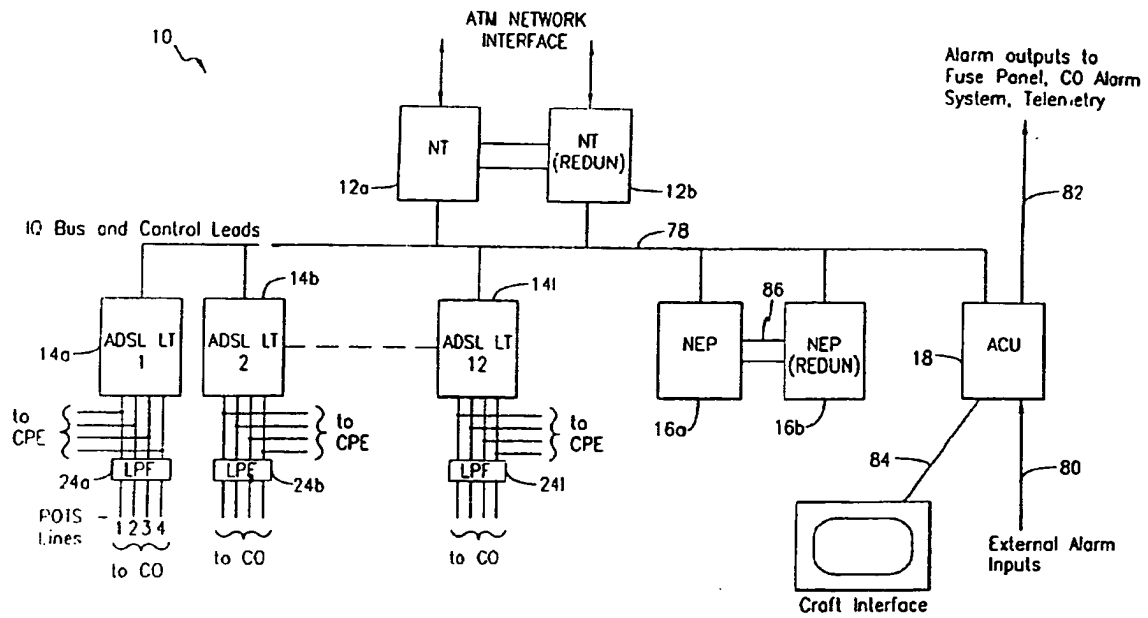 10
ATM NETWORK
INTERFACE
Alarm outputs to
Fuse Panel, CO Alarm
System, Telemetry
NT
NT
(REDUN)
12a
12b
82
IQ Bus and Control Leads
78
14b
14l
86
ADSL LT
1
ADSL LT
2
ADSL LT
12
NEP
NEP
(REDUN)
ACU
14a
18
16a
16b
to
CPE
to
CPE
to
CPE
84
80
LPF
LPF
LPF
24a
24b
24l
POTS
Lines
1 2 3 4
to CO
to CO
to CO
External Alarm
Inputs
Craft Interface